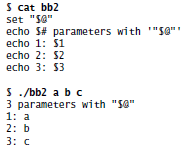 $ cat bb2
set "$@"
echo $# parameters with '"$@"'
echo 1: $1
echo 2: $2
echo 3: $3
$ ./bb2 a b c
3 parameters with "$@"
1: a
2: b
3: c